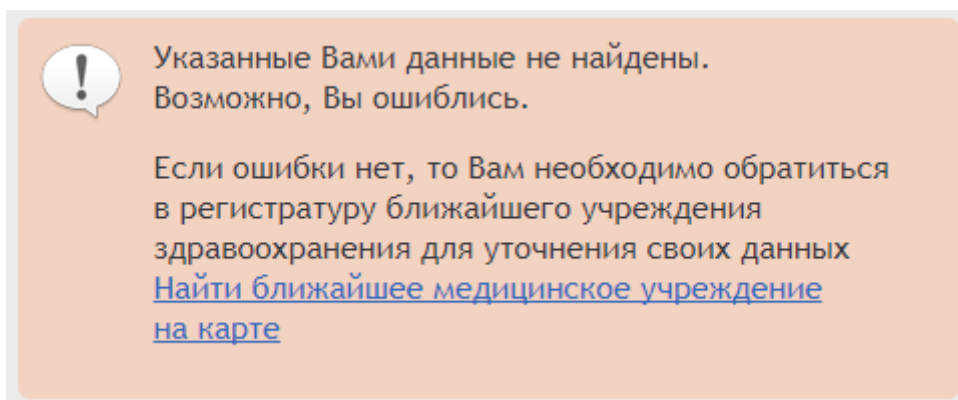 Указанные Вами данные не найдены.
Возможно, Вы ошиблись.
Если ошибки нет, то Вам необходимо обратиться
в регистратуру ближайшего учреждения
здравоохранения для уточнения своих данных
Найти ближайшее медицинское учреждение
на карте